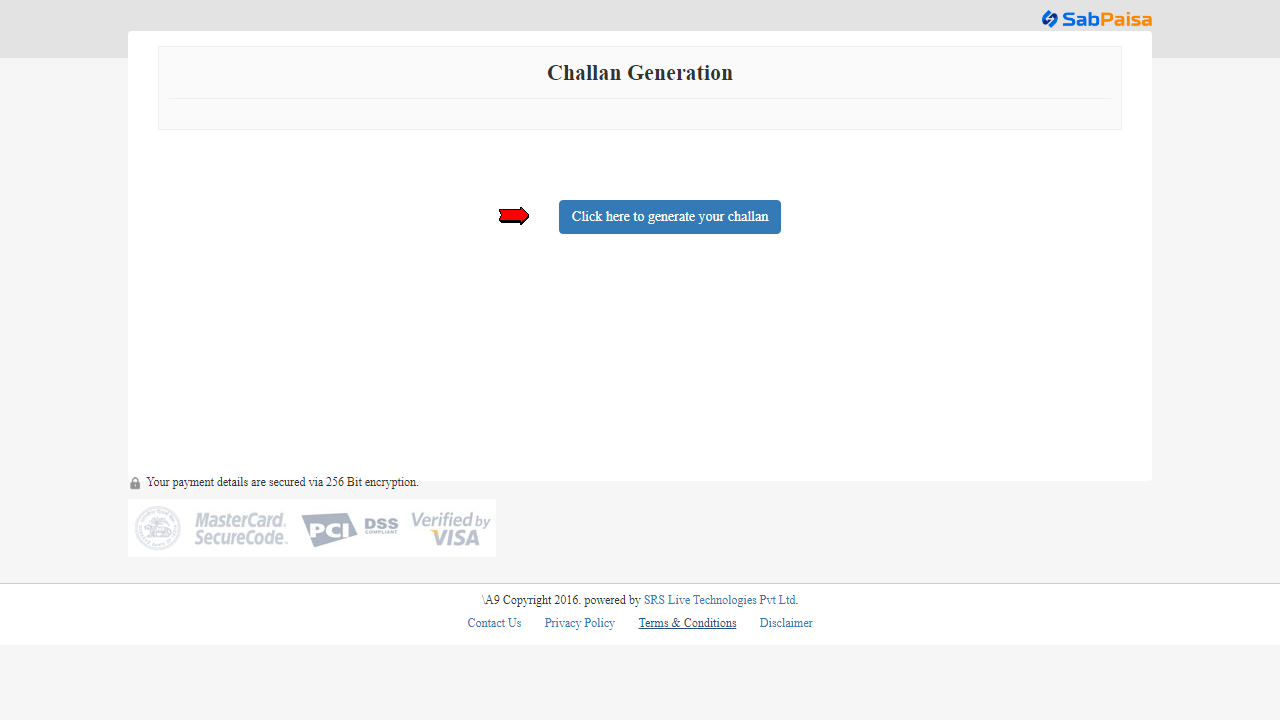 SabPaisa
Challan Generation
Click here to generate your challan
Your payment details are secured via 256 Bit encryption.
MasterCard.
SecureCode™
PCI
DSS
COMPLIANT
Verified by
VISA
\A9 Copyright 2016. powered by SRS Live Technologies Pvt Ltd.
Contact Us Privacy Policy Terms & Conditions Disclaimer